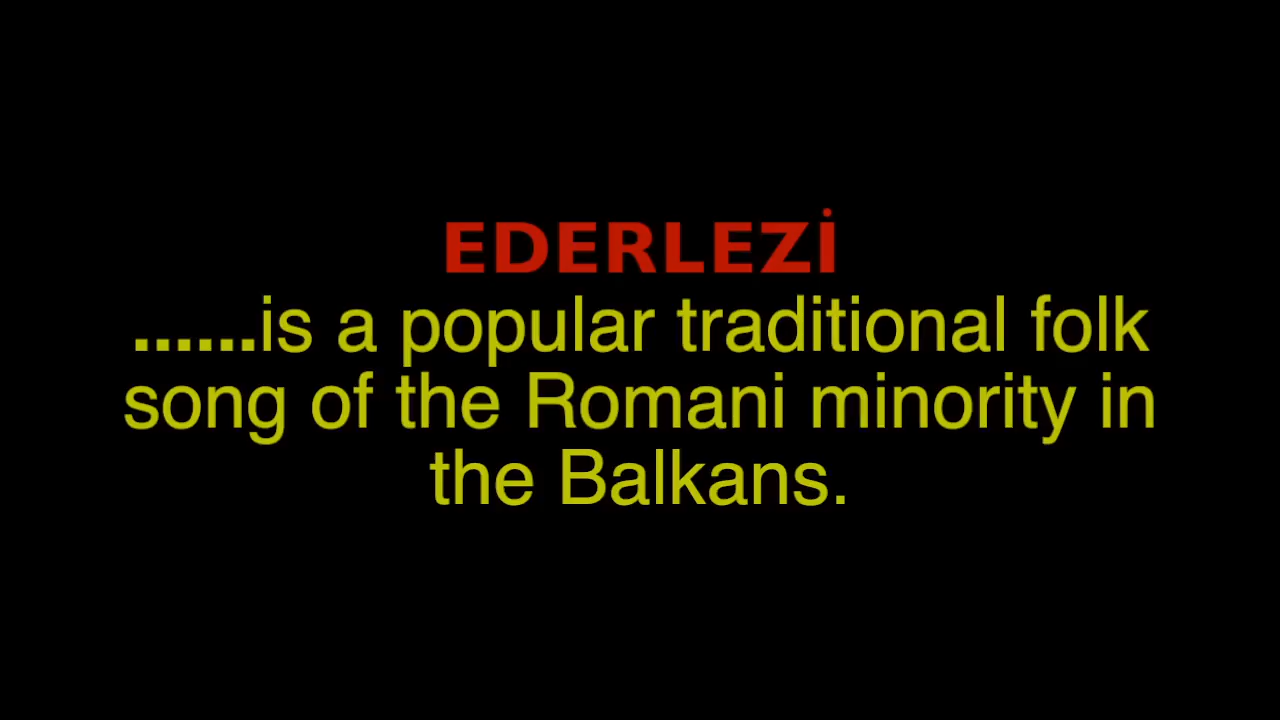 EDERLEZİ
......is a popular traditional folk
song of the Romani minority in
the Balkans.